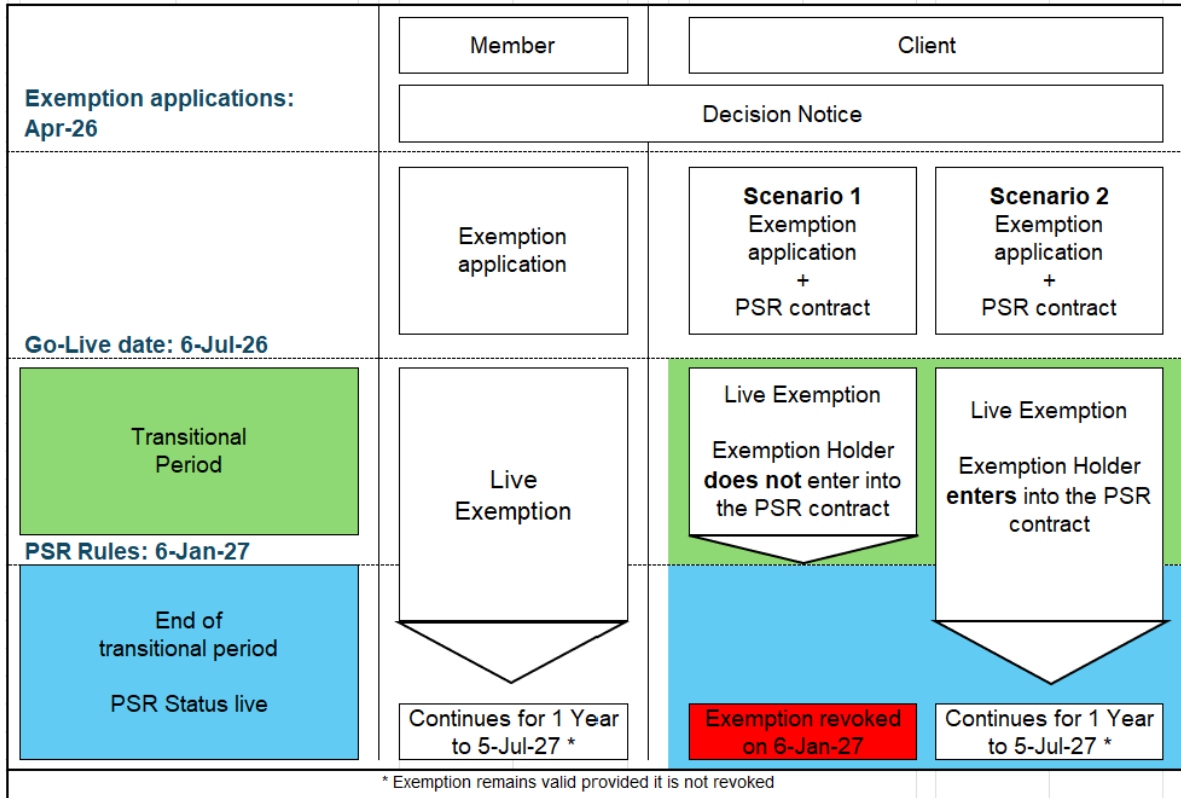 Member
Client
Exemption applications:
Apr-26
Decision Notice
Exemption
application
Scenario 1
Exemption
application
+
PSR contract
Scenario 2
Exemption
application
+
PSR contract
Go-Live date: 6-Jul-26
Transitional
Period
Live
Exemption
Live Exemption
Exemption Holder
does not enter into
the PSR contract
Live Exemption
Exemption Holder
enters into the PSR
contract
PSR Rules: 6-Jan-27
End of
transitional period
PSR Status live
Continues for 1 Year
to 5-Jul-27 *
Exemption revoked
on 6-Jan-27
Continues for 1 Year
to 5-Jul-27 *
* Exemption remains valid provided it is not revoked